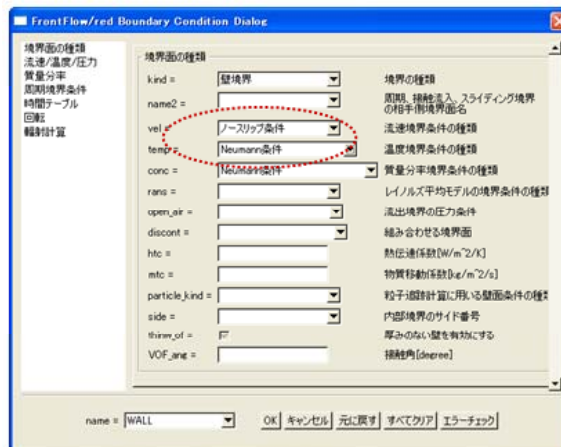 FrontFlow/red Boundary Condition Dialog
境界面の種類
流速/温度/圧力
質量分率
周期境界条件
時間テーブル
回転
輻射計算
境界面の種類
kind = 壁境界 境界の種類
name2 = 周期、接触流入、スライディング境界の相手側境界面名
vel = ノースリップ条件 流速境界条件の種類
temp = Neumann条件 温度境界条件の種類
conc = Neumann条件 質量分率境界条件の種類
rans = レイノルズ平均モデルの境界条件の種類
open_air = 流出境界の圧力条件
discont = 組み合わせる境界面
htc = 熱伝達係数[W/m^2/K]
mtc = 物質移動係数[kg/m^2/s]
particle_kind = 粒子追跡計算に用いる壁面条件の種類
side = 内部境界のサイド番号
厚みのない壁を有効にする
VOF_ang = 接触角[degree]
name = WALL OK キャンセル 元に戻す すべてクリア エラーチェック